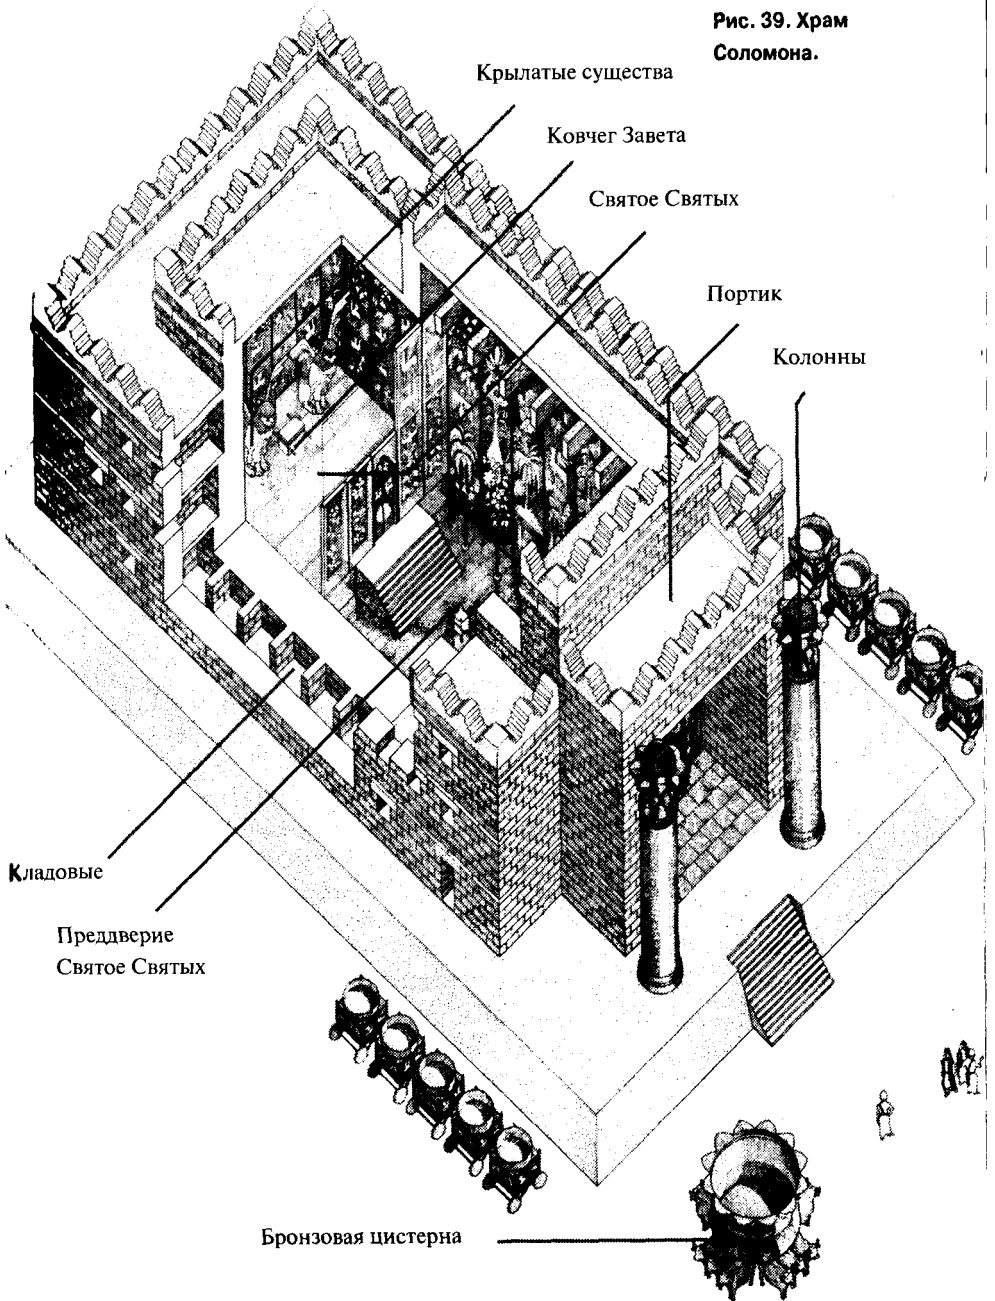 Рис. 39. Храм
Соломона.
Крылатые существа
Ковчег Завета
Святое Святых
Портик
Колонны
Кладовые
Преддверие
Святое Святых
Бронзовая цистерна